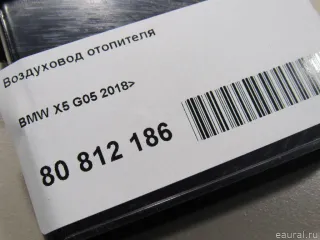 Воздуховод отопителя
BMW X5 G05 2018>
80 812 186
eaural.ru